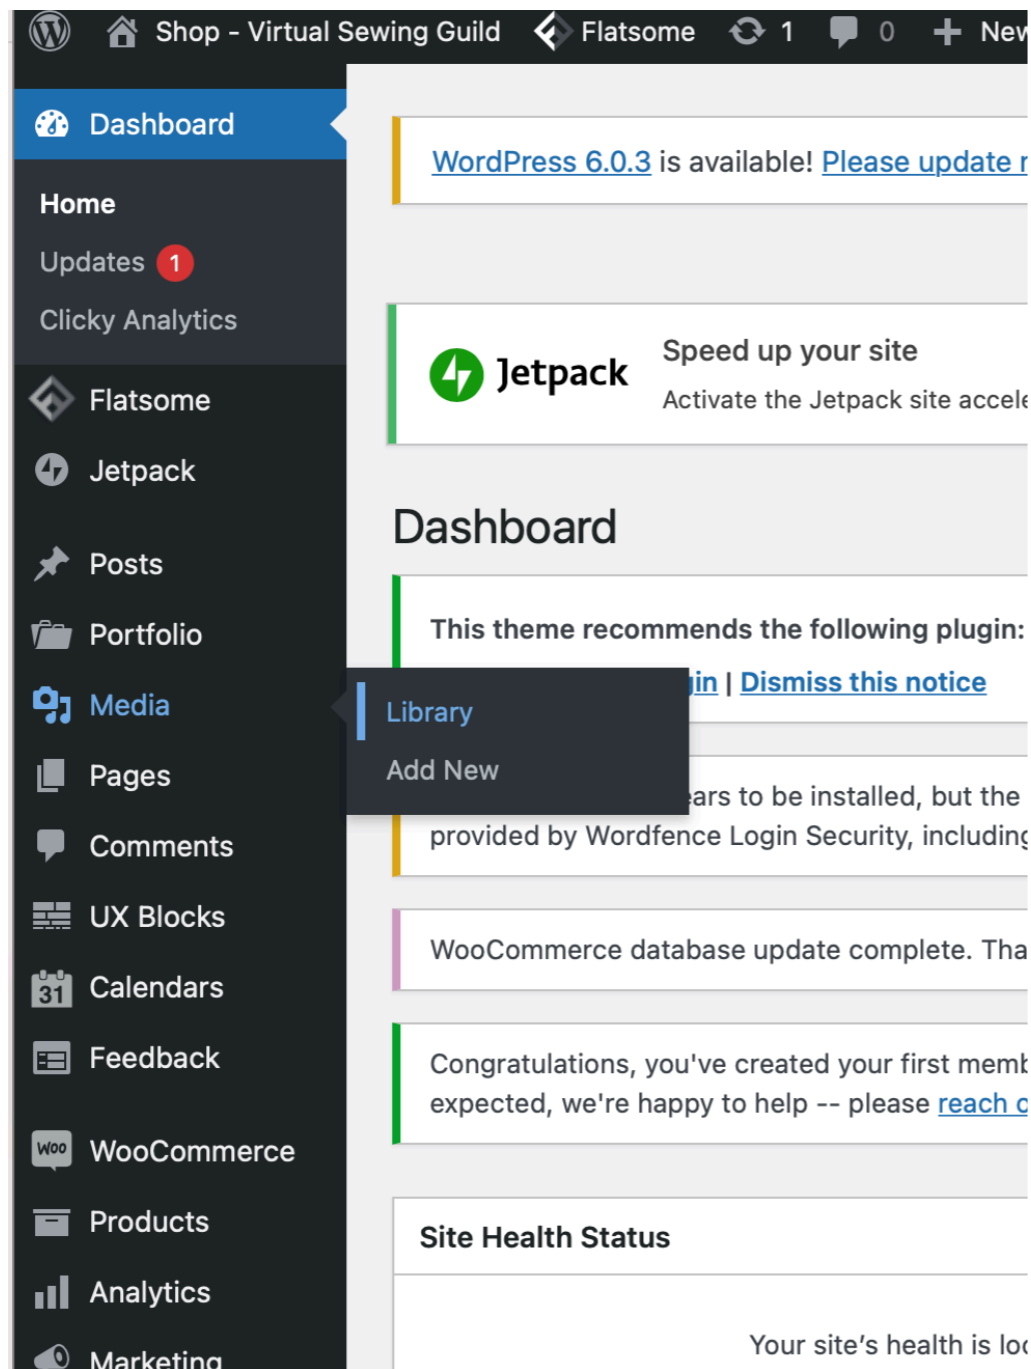 Shop - Virtual Sewing Guild Flatsome 1 0 + New
Dashboard
Home
Updates 1
Clicky Analytics
Flatsome
Jetpack
Posts
Portfolio
Media
Pages
Comments
UX Blocks
31 Calendars
Feedback
Woo WooCommerce
Products
Analytics
Marketing
Library
Add New
WordPress 6.0.3 is available! Please update
Jetpack
Speed up your site
Activate the Jetpack site
Dashboard
This theme recommends the following plugin:
| Dismiss this notice
to be installed, but the
provided by Wordfence Login Security, including
WooCommerce database update complete.
Congratulations, you've created your first
expected, we're happy to help -- please reach
Site Health Status
Your site's health is